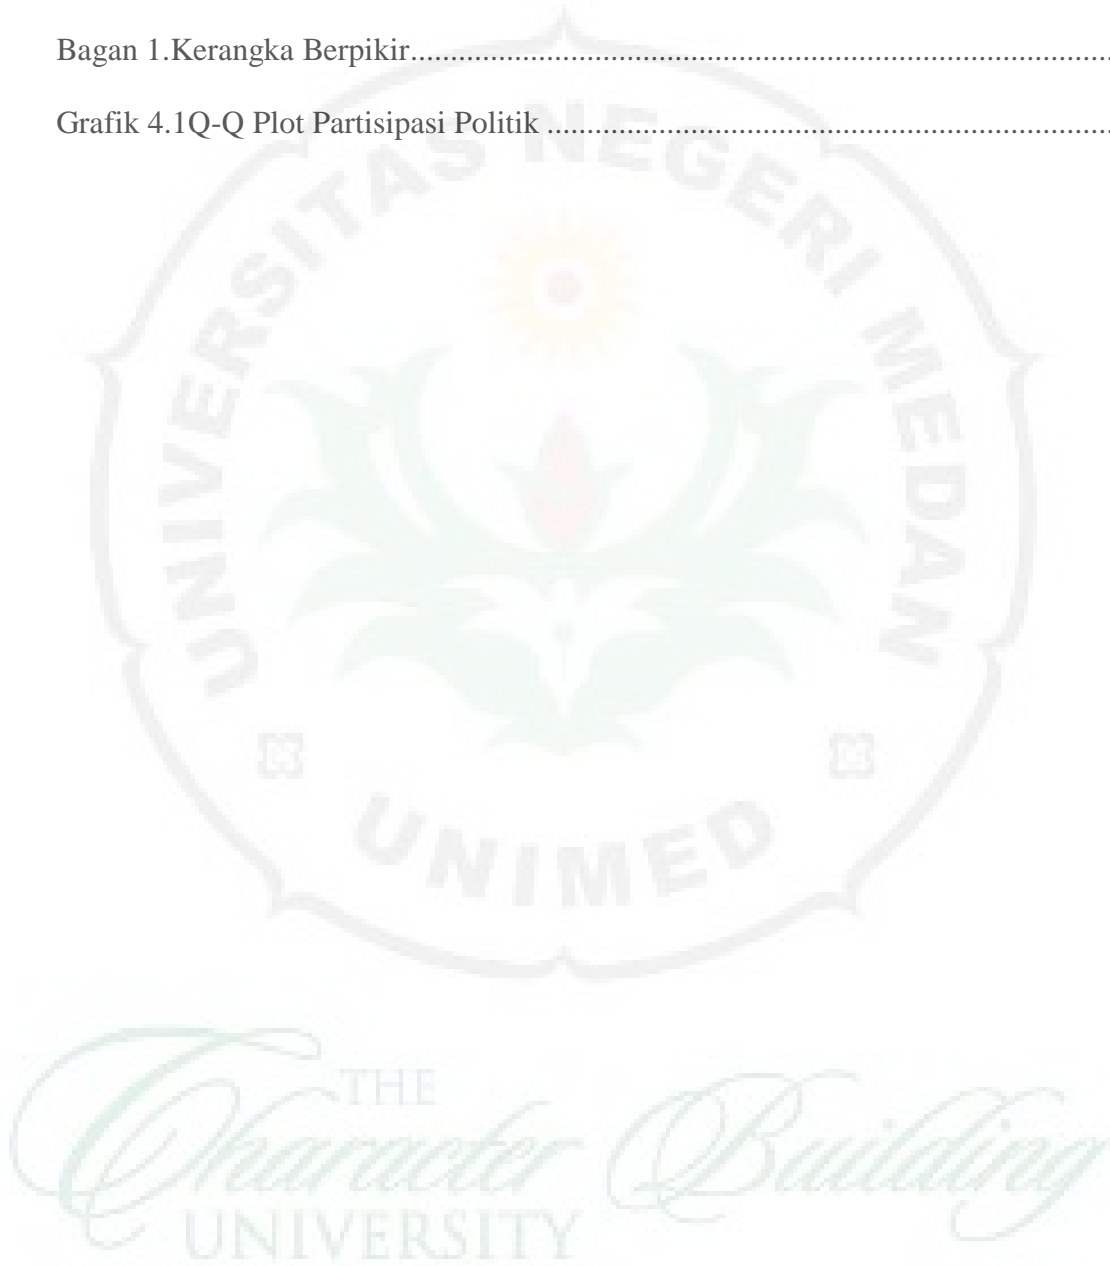 Bagan 1.Kerangka Berpikir..........................................................................................
Grafik 4.1Q-Q Plot Partisipasi Politik ........................................................................
UNIVERSITAS NEGERI MEDAN
UNIMED
THE
Character Building
UNIVERSITY